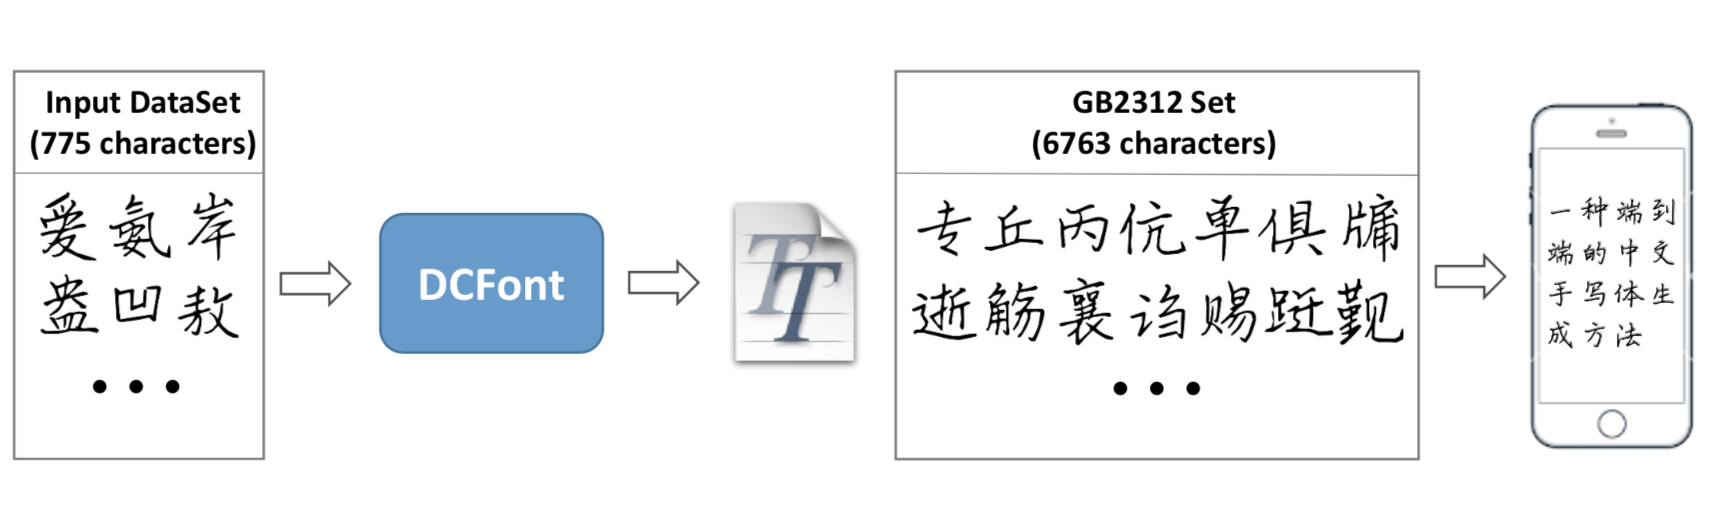 Input DataSet
(775 characters)
爱氨岸
盎凹敖
• • •
DCFont
TT
GB2312 Set
(6763 characters)
专丘丙伉单俱牖
逝觞襄诌赐跹觐
• • •
一种端到
端的中文
手写体生
成方法